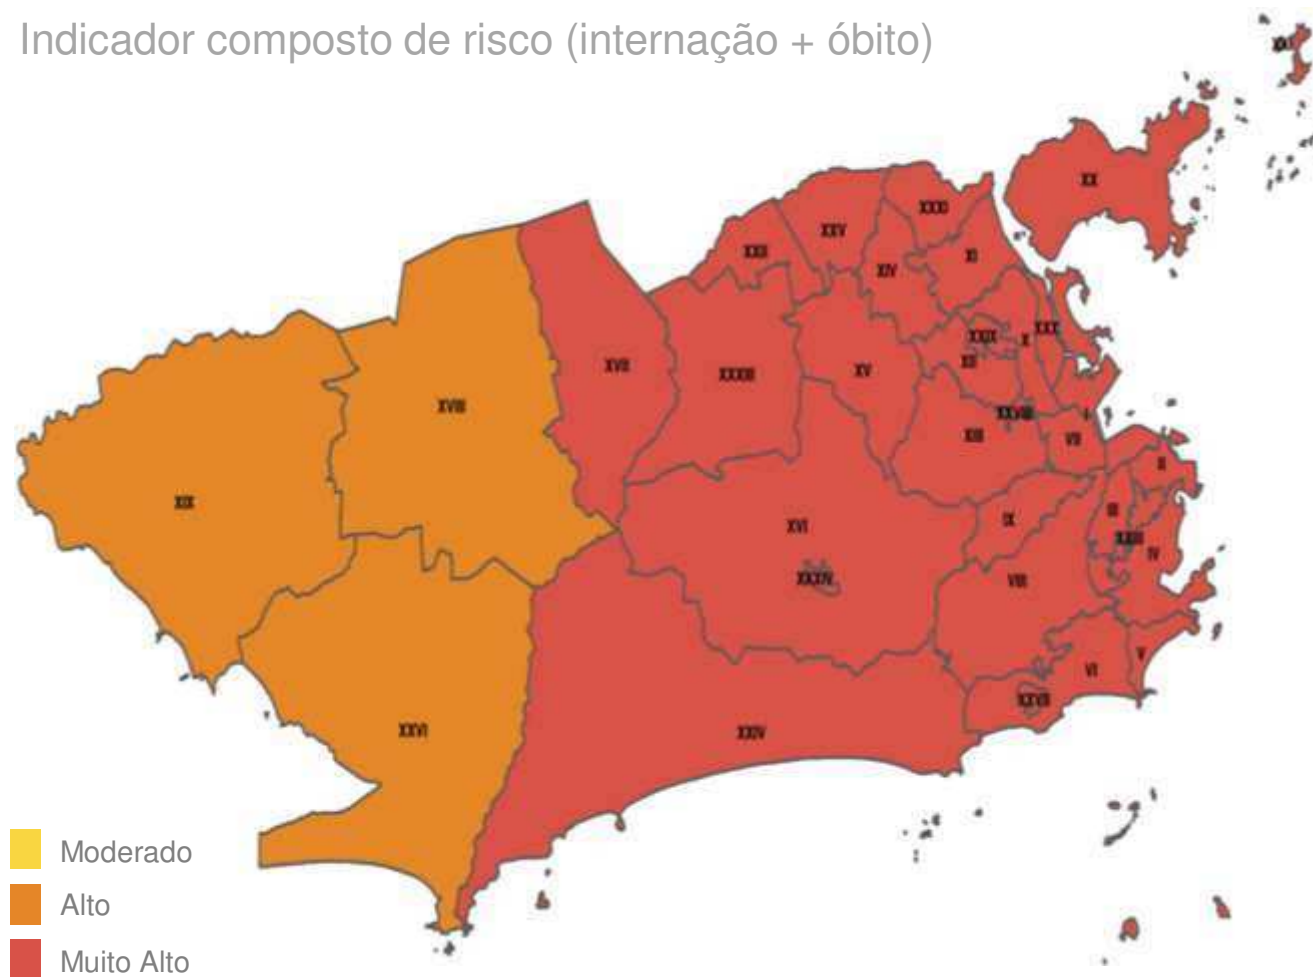 Indicador composto de risco (internação + óbito)
XX
XXXI
XXV
XXII
XI
XIV
XXX
XXIX
X
XII
XVII
XV
XXXIII
XVIII
XXVIII
I
XIII
VII
II
XIX
III
IX
XVI
XXIII
IV
XXXIV
VIII
V
VI
XXVII
XXVI
XXIV
Moderado
Alto
Muito Alto